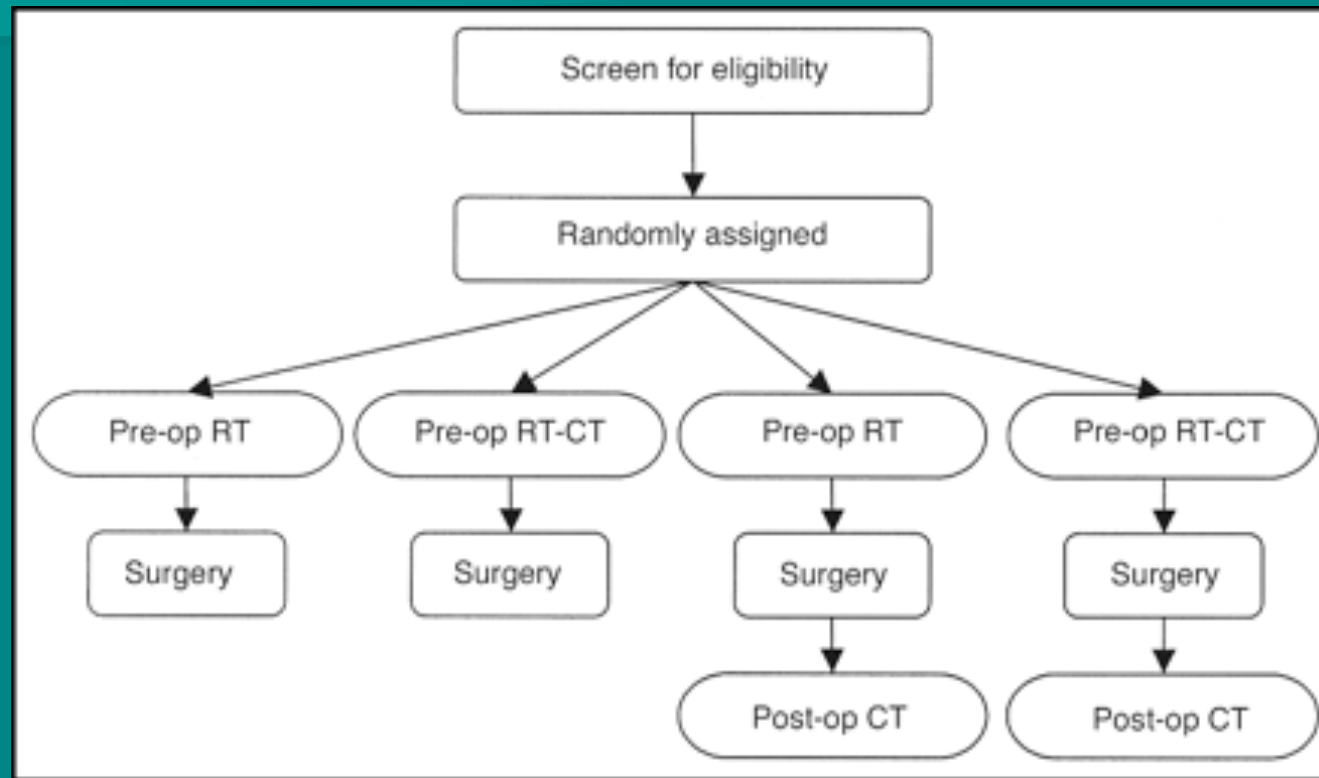 Screen for eligibility
Randomly assigned
Pre-op RT
Pre-op RT-CT
Pre-op RT
Pre-op RT-CT
Surgery
Surgery
Surgery
Surgery
Post-op CT
Post-op CT